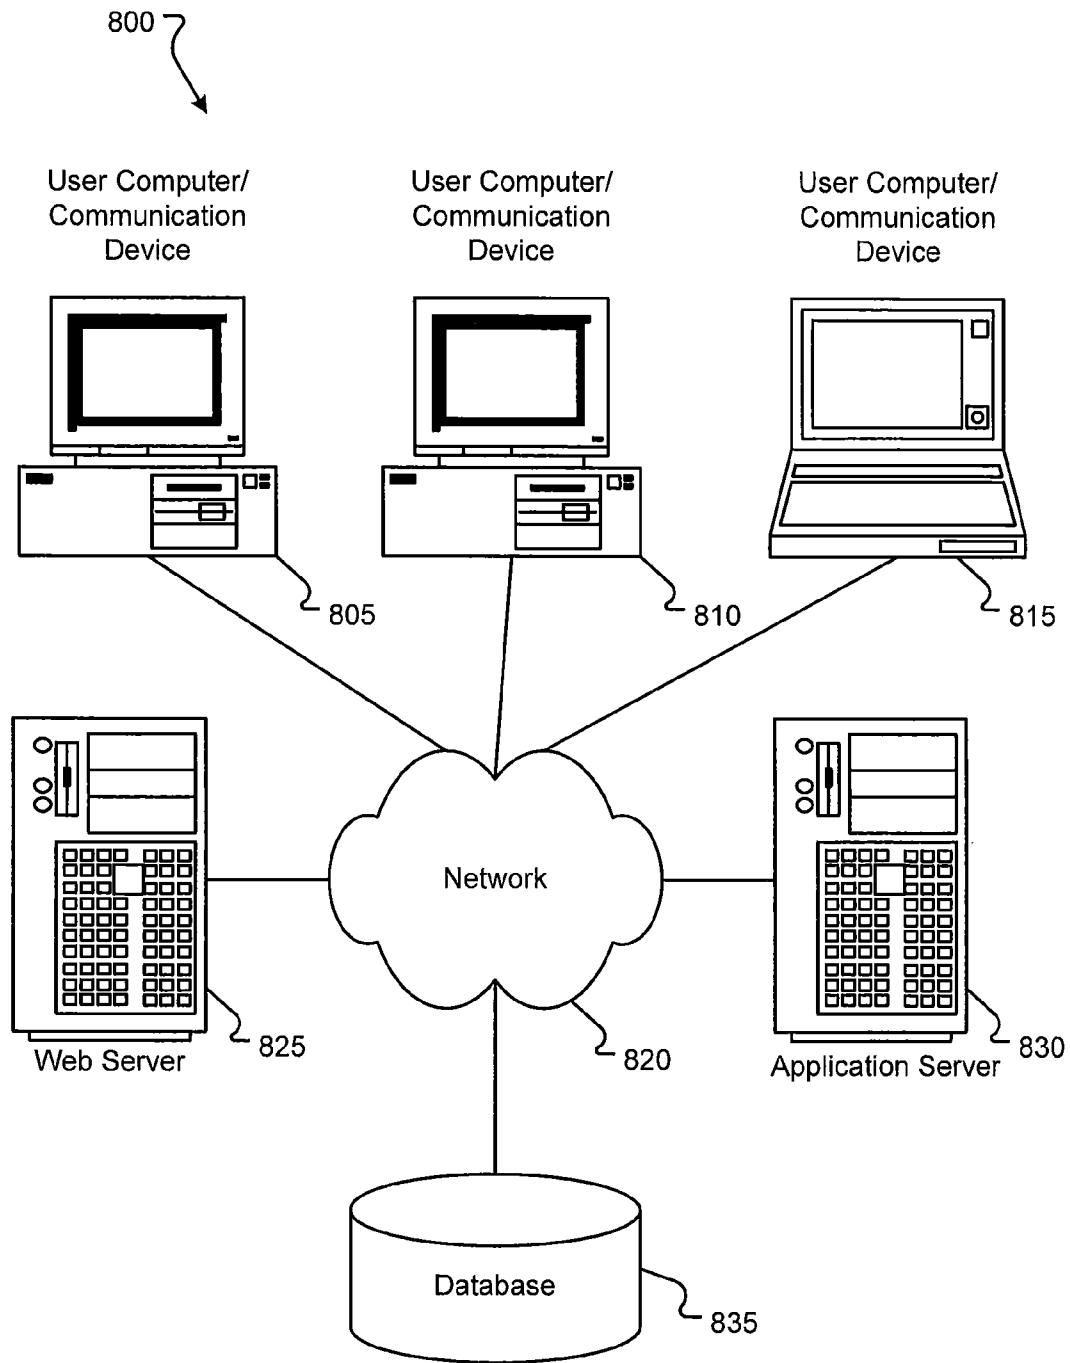 800
User Computer/
Communication
Device
User Computer/
Communication
Device
User Computer/
Communication
Device
805
810
815
Network
Web Server
825
820
Application Server
830
Database
835